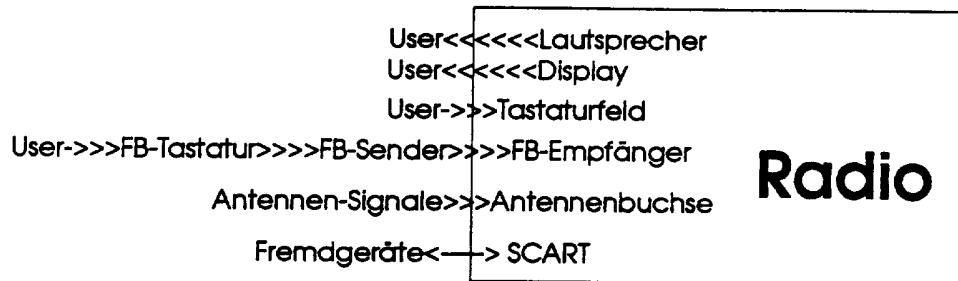 User<<<<<<Lautsprecher
User<<<<<<Display
User->>>Tastaturfeld
User->>>FB-Tastatur>>>>FB-Sender>>>>FB-Empfänger
Radio
Antennen-Signale>>>Antennenbuchse
Fremdgeräte<--> SCART